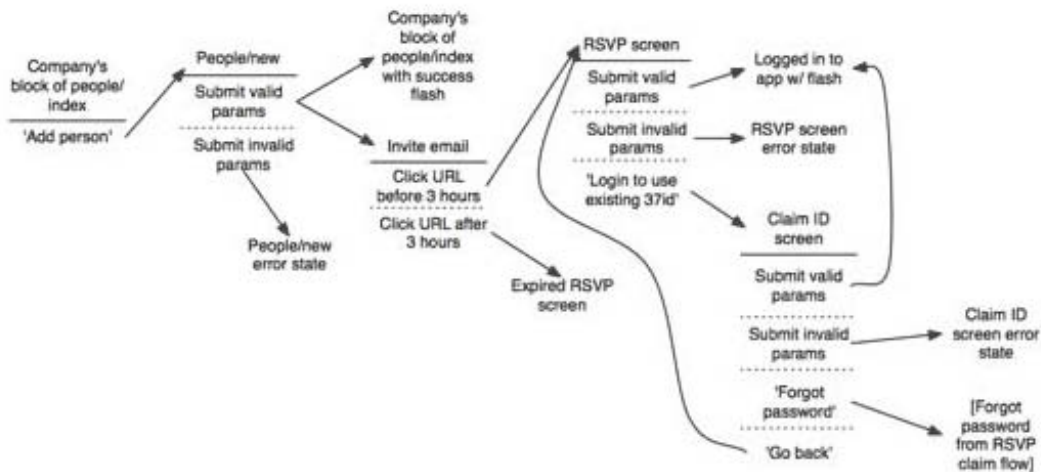 Company's
block of people/
index
'Add person'
People/new
Submit valid
params
Submit invalid
params
People/new
error state
Company's
block of
people/index
with success
flash
Invite email
Click URL
before 3 hours
Click URL after
3 hours
Expired RSVP
screen
RSVP screen
Submit valid
params
Submit invalid
params
'Login to use
existing 37id'
Logged in to
app w/ flash
RSVP screen
error state
Claim ID
screen
Submit valid
params
Submit invalid
params
'Forgot
password'
'Go back'
Claim ID
screen error
state
[Forgot
password
from RSVP
claim flow]